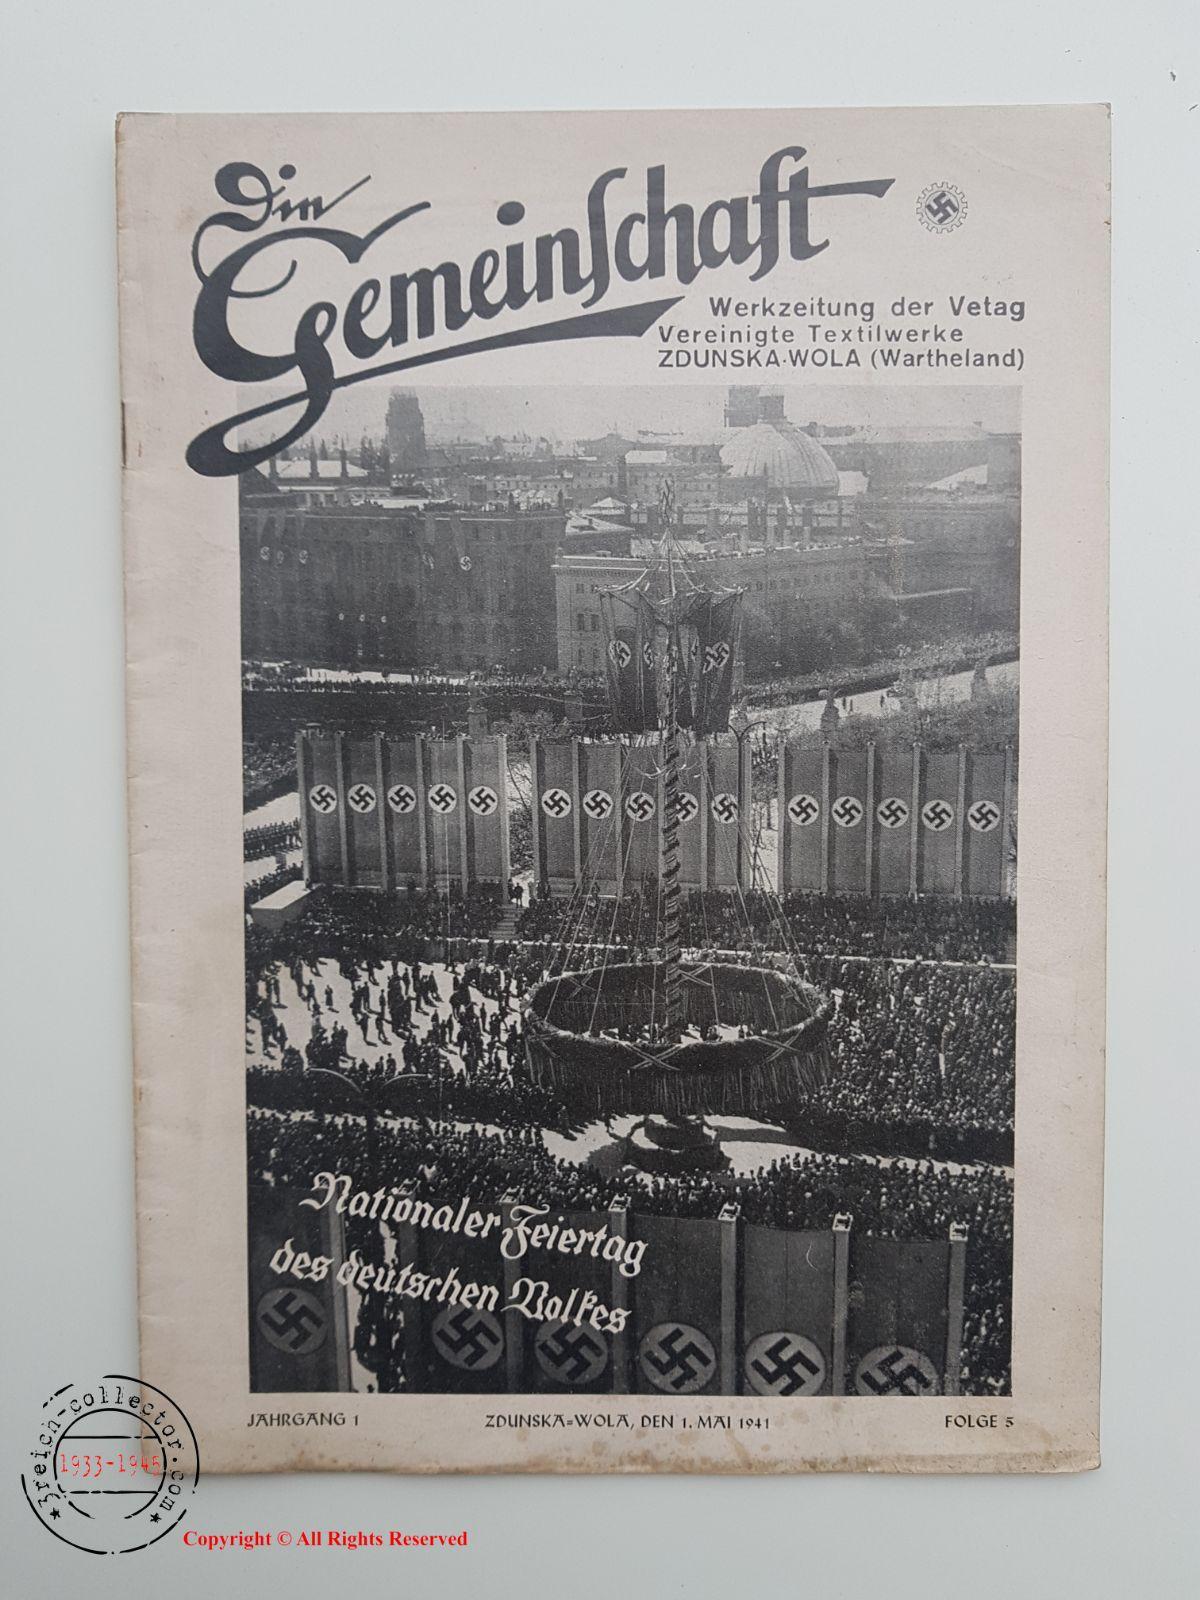 Die
Gemeinschaft
Werkzeitung der Vetag
Vereinigte Textilwerke
ZDUNSKA-WOLA (Wartheland)
Nationaler Feiertag
des deutschen Volkes
JAHRGANG 1 ZDUNSKA=WOLA, DEN 1. MAI 1941 FOLGE 5
3reich-collector.com
1933-1945
Copyright © All Rights Reserved